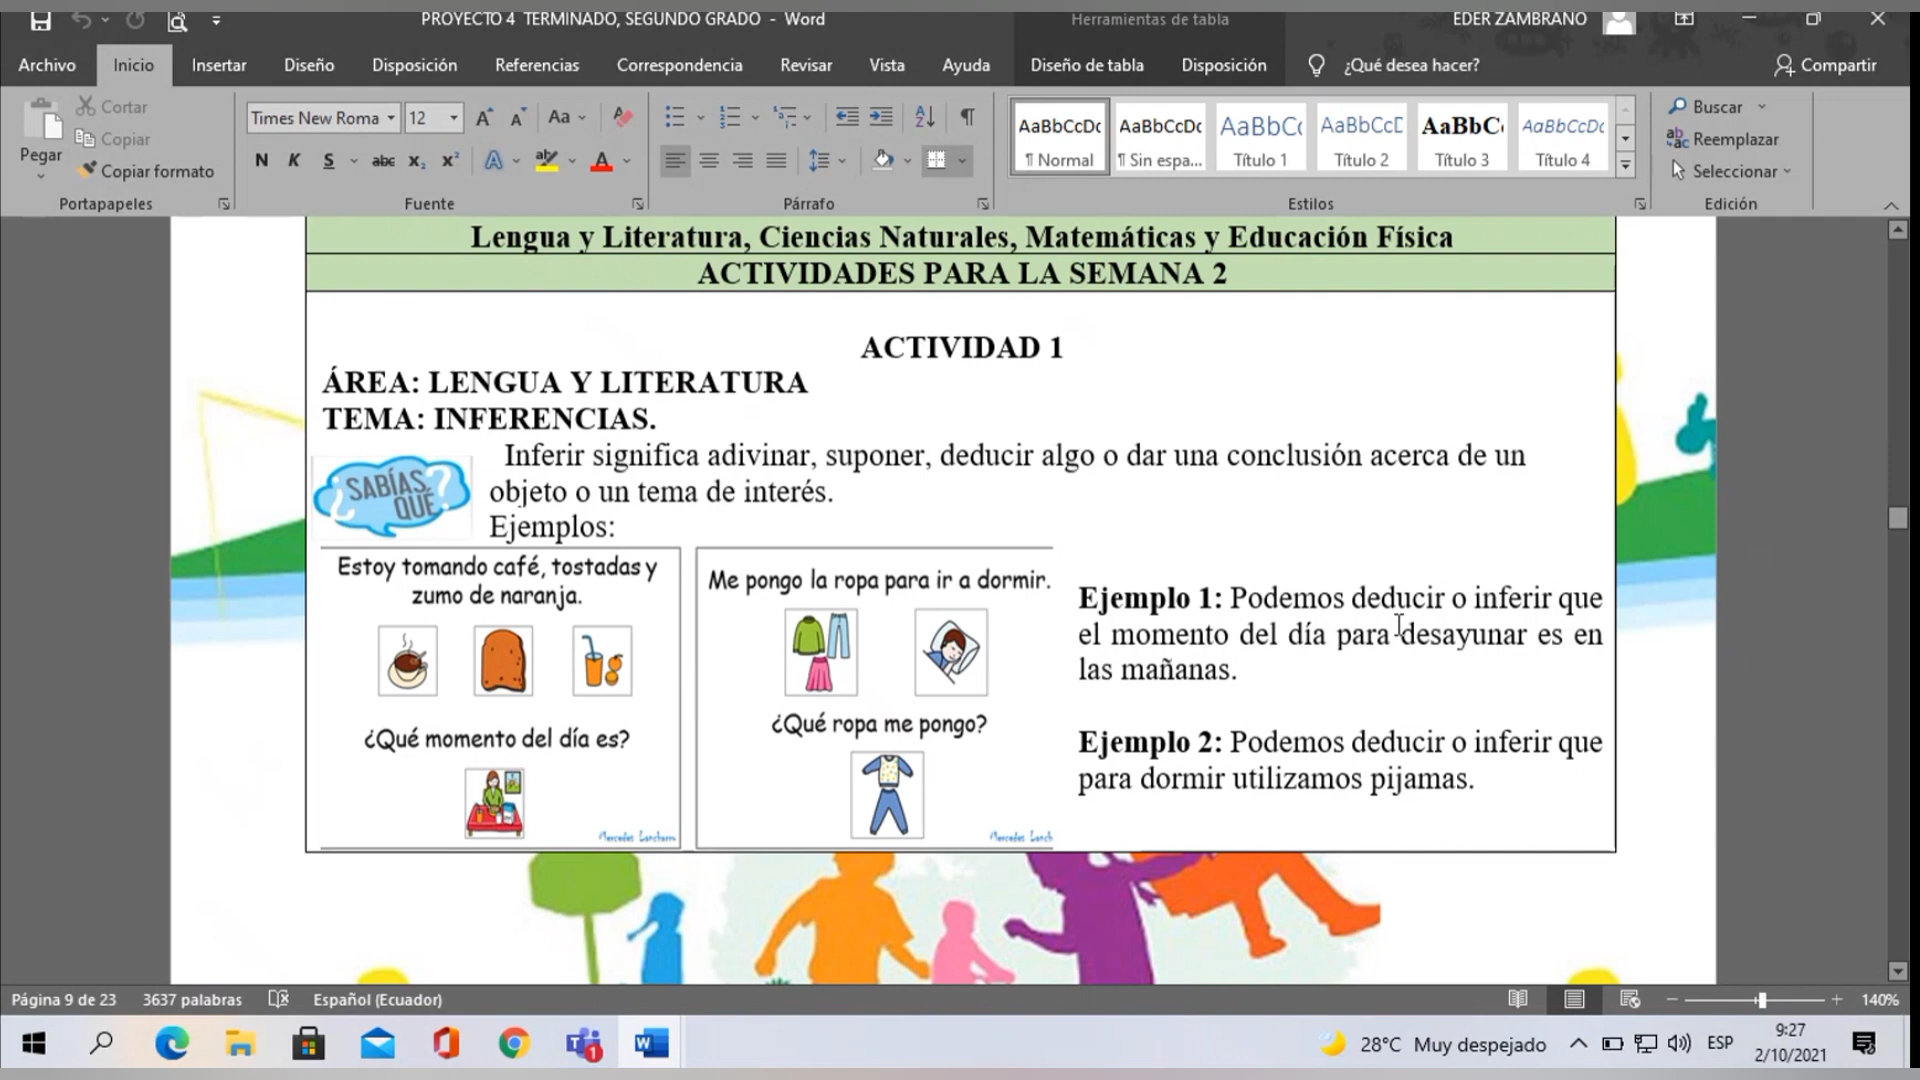 PROYECTO 4 TERMINADO, SEGUNDO GRADO - Word
Herramientas de tabla
EDER ZAMBRANO
Archivo Inicio Insertar Diseño Disposición Referencias Correspondencia Revisar Vista Ayuda Diseño de tabla Disposición ¿Qué desea hacer? Compartir
Pegar
Cortar
Copiar
Copiar formato
Portapapeles
Times New Roma 12
Aa
N K S abc x₂ x² A ab A
Fuente
Párrafo
AaBbCcDc AaBbCcDc AaBbC AaBbCcD AaBbC AaBbCcDc
¶ Normal ¶ Sin espa... Título 1 Título 2 Título 3 Título 4
Estilos
Buscar
Reemplazar
Seleccionar
Edición
Lengua y Literatura, Ciencias Naturales, Matemáticas y Educación Física
ACTIVIDADES PARA LA SEMANA 2
ACTIVIDAD 1
ÁREA: LENGUA Y LITERATURA
TEMA: INFERENCIAS.
¿SABÍAS QUÉ?
Inferir significa adivinar, suponer, deducir algo o dar una conclusión acerca de un
objeto o un tema de interés.
Ejemplos:
Estoy tomando café, tostadas y
zumo de naranja.
¿Qué momento del día es?
Me pongo la ropa para ir a dormir.
¿Qué ropa me pongo?
Ejemplo 1: Podemos deducir o inferir que
el momento del día para desayunar es en
las mañanas.
Ejemplo 2: Podemos deducir o inferir que
para dormir utilizamos pijamas.
Página 9 de 23 3637 palabras Español (Ecuador) 140%
28°C Muy despejado ESP 9:27
2/10/2021